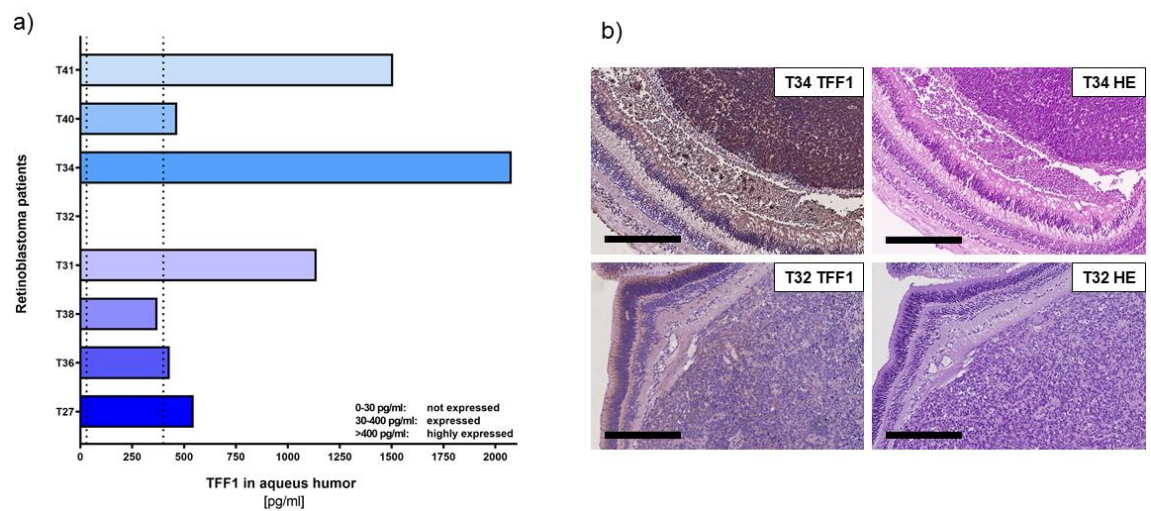 a)
Retinoblastoma patients
T41
T40
T34
T32
T31
T38
T36
T27
0-30 pg/ml: not expressed
30-400 pg/ml: expressed
>400 pg/ml: highly expressed
0 250 500 750 1000 1250 1500 1750 2000
TFF1 in aqueus humor
[pg/ml]
b)
T34 TFF1
T34 HE
T32 TFF1
T32 HE